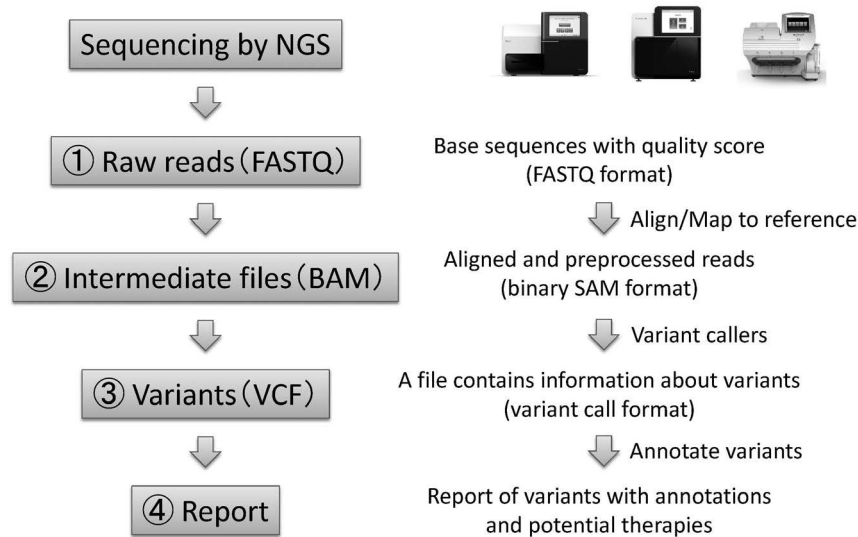 Sequencing by NGS
① Raw reads(FASTQ)
Base sequences with quality score
(FASTQ format)
Align/Map to reference
② Intermediate files(BAM)
Aligned and preprocessed reads
(binary SAM format)
Variant callers
③ Variants(VCF)
A file contains information about variants
(variant call format)
Annotate variants
④ Report
Report of variants with annotations
and potential therapies